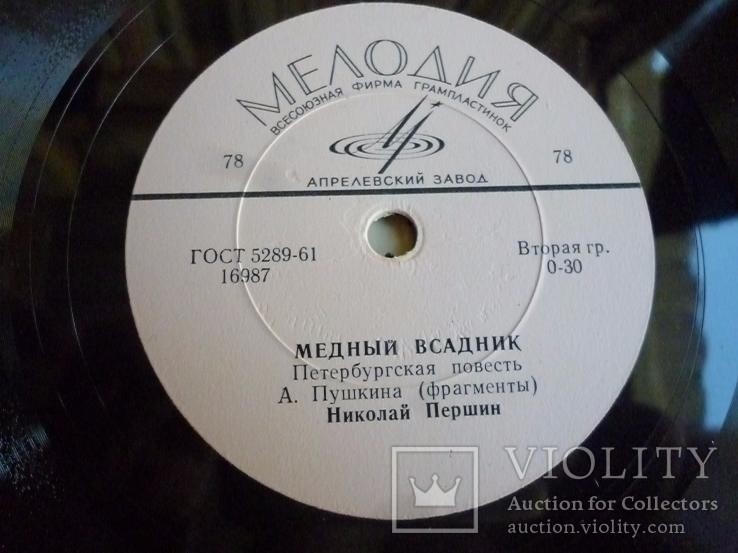 МЕЛОДИЯ
ВСЕСОЮЗНАЯ ФИРМА ГРАМПЛАСТИНОК
78
78
АПРЕЛЕВСКИЙ ЗАВОД
ГОСТ 5289-61
16987
Вторая гр.
0-30
МЕДНЫЙ ВСАДНИК
Петербургская повесть
А. Пушкина (фрагменты)
Николай Першин
VIOLITY
Auction for Collectors
auction.violity.com